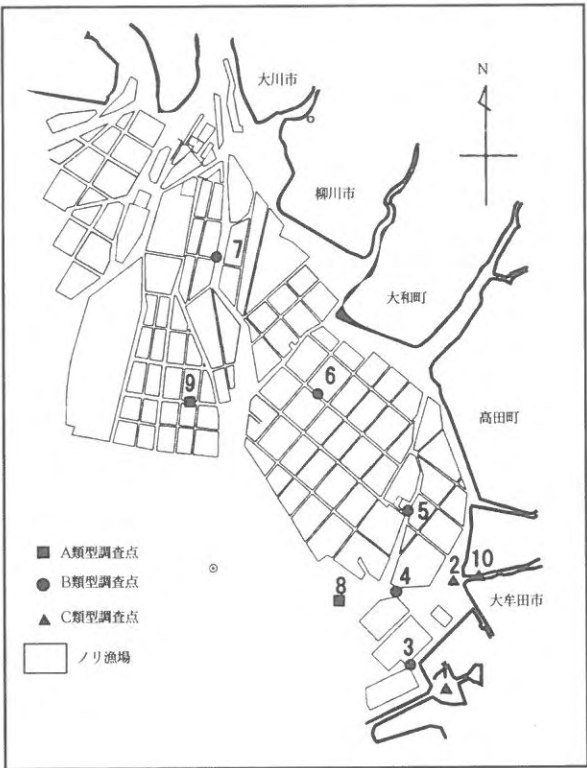 大川市
N
柳川市
7
大和町
6
9
高田町
5
2 10
4
8
大牟田市
3
1
A類型調査点
B類型調査点
C類型調査点
ノリ漁場